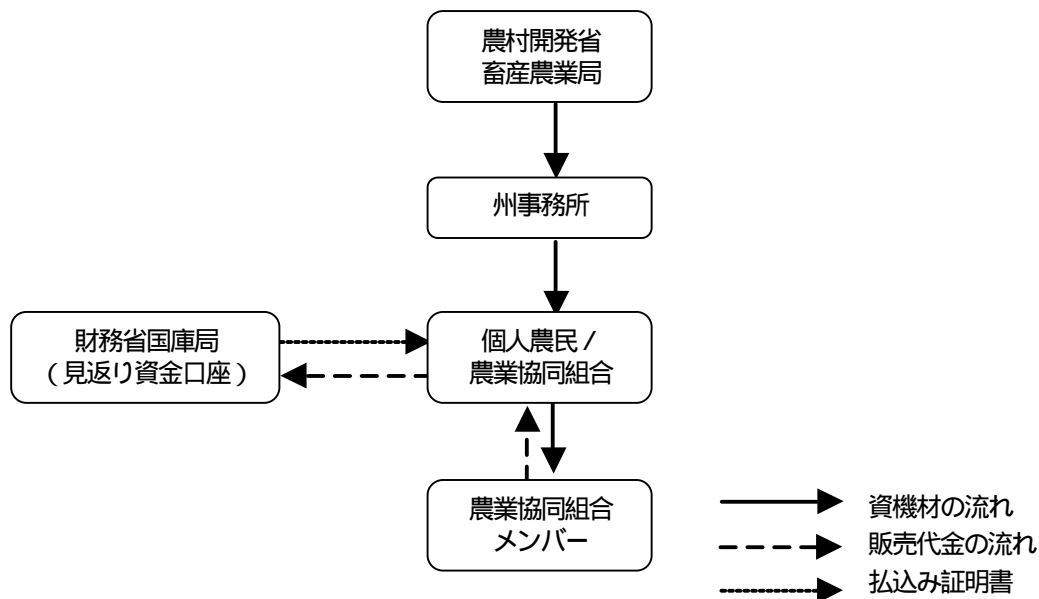 農村開発省
畜産農業局
州事務所
財務省国庫局
（見返り資金口座）
個人農民 /
農業協同組合
農業協同組合
メンバー
資機材の流れ
販売代金の流れ
払込み証明書